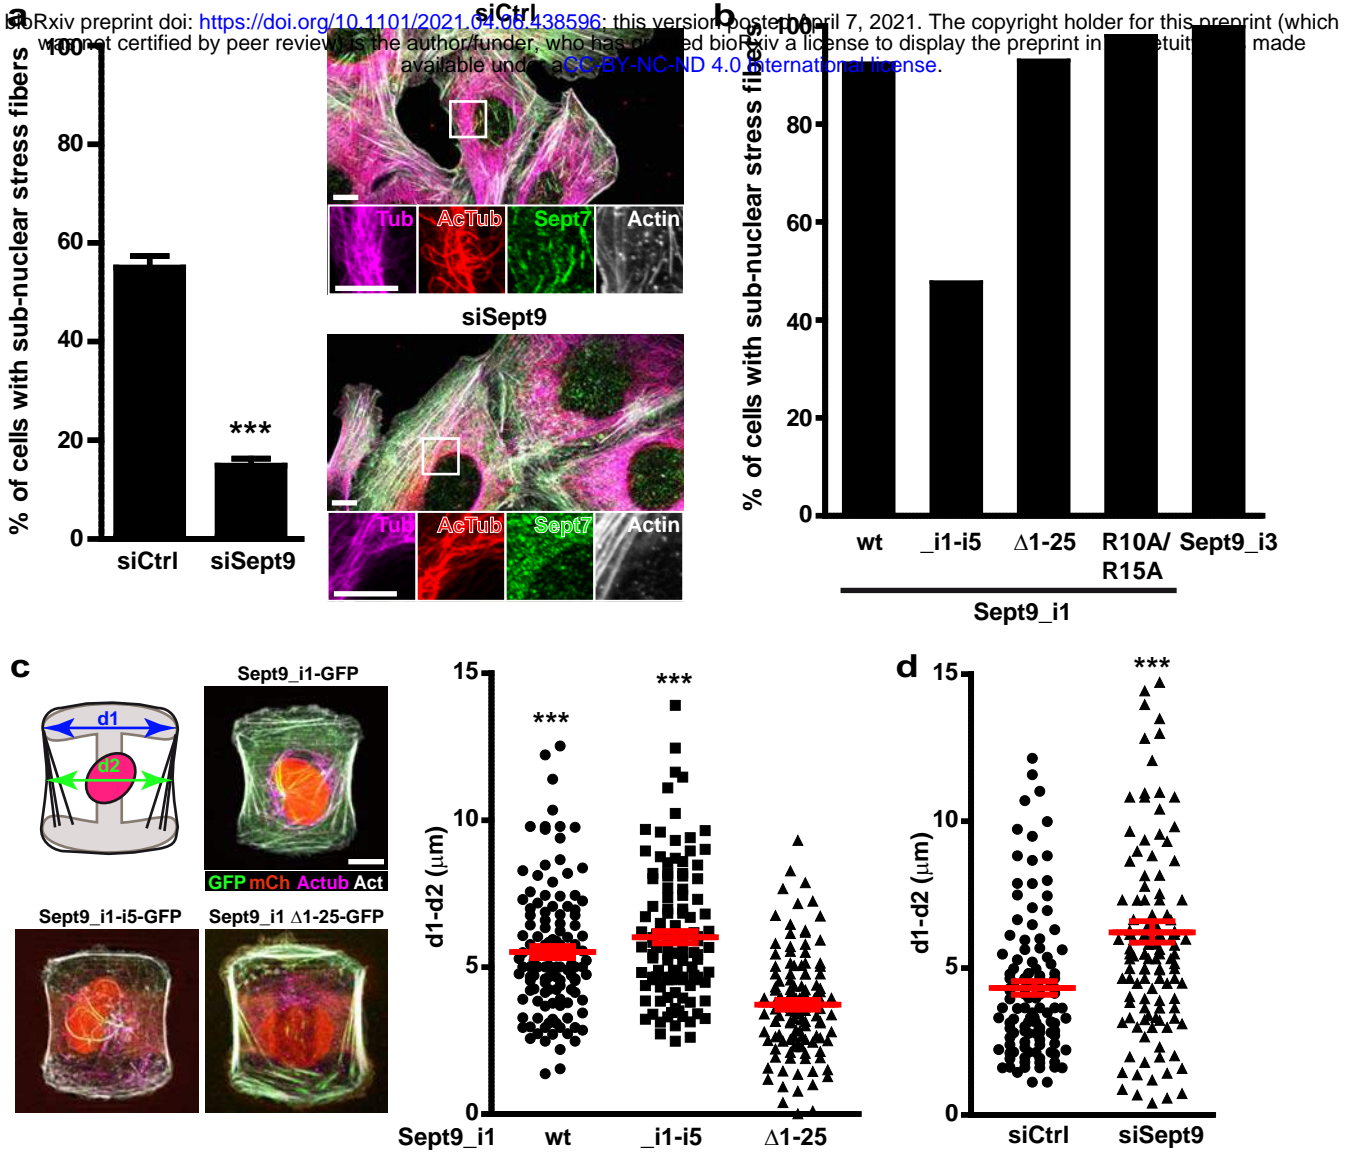 bioRxiv preprint doi: https://doi.org/10.1101/2021.04.06.438596; this version posted April 7, 2021. The copyright holder for this preprint (which
was not certified by peer review) is the author/funder, who has granted bioRxiv a license to display the preprint in made
available under aCC-BY-NC-ND 4.0 International license.
a
% of cells with sub-nuclear stress fibers
100
80
60
40
20
0
***
siCtrl
siSept9
siCtrl
Tub
AcTub
Sept7
Actin
siSept9
Tub
AcTub
Sept7
Actin
b
% of cells with sub-nuclear stress fibers
100
80
60
40
20
0
wt
_i1-i5
Δ1-25
R10A/
R15A
Sept9_i3
Sept9_i1
c
d1
d2
Sept9_i1-GFP
GFP mCh Actub Act
Sept9_i1-i5-GFP
Sept9_i1 Δ1-25-GFP
d1-d2 (µm)
15
10
5
0
***
***
Sept9_i1
wt
_i1-i5
Δ1-25
d
d1-d2 (µm)
15
10
5
0
***
siCtrl
siSept9